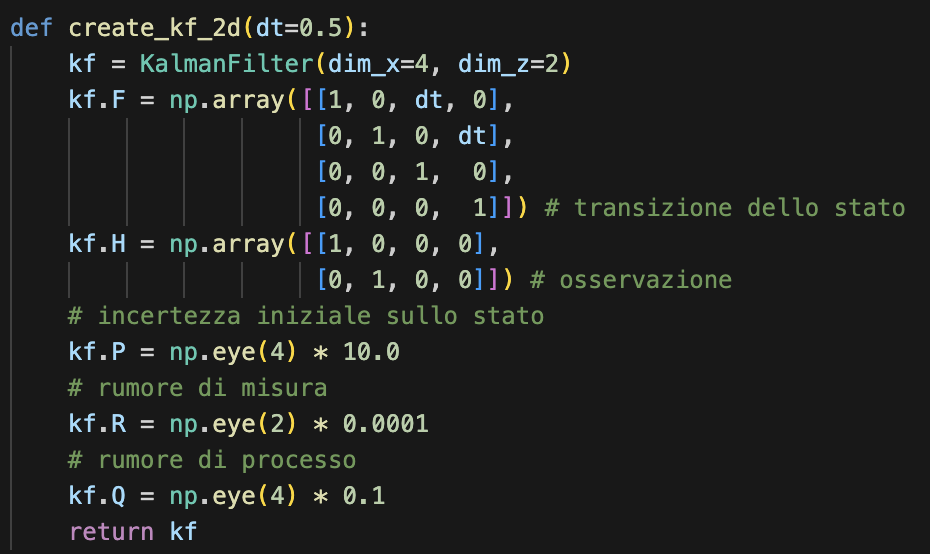 def create_kf_2d(dt=0.5):
    kf = KalmanFilter(dim_x=4, dim_z=2)
    kf.F = np.array([[1, 0, dt, 0],
                     [0, 1, 0, dt],
                     [0, 0, 1,  0],
                     [0, 0, 0,  1]]) # transizione dello stato
    kf.H = np.array([[1, 0, 0, 0],
                     [0, 1, 0, 0]]) # osservazione
    # incertezza iniziale sullo stato
    kf.P = np.eye(4) * 10.0
    # rumore di misura
    kf.R = np.eye(2) * 0.0001
    # rumore di processo
    kf.Q = np.eye(4) * 0.1
    return kf